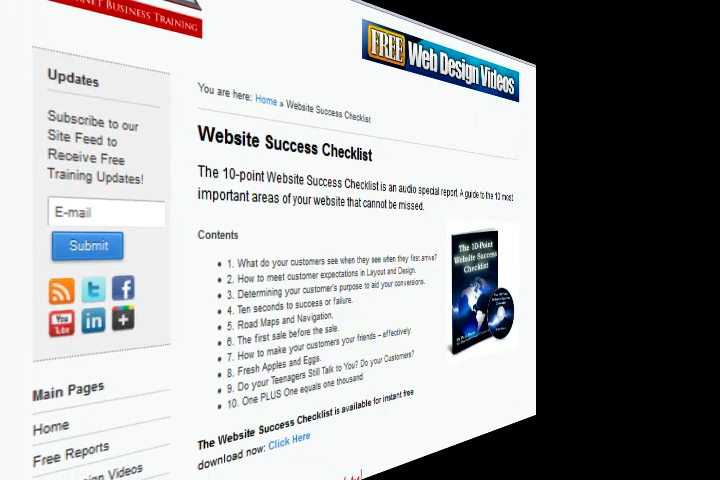 INTERNET BUSINESS TRAINING
FREE Web Design Videos
Updates
Subscribe to our
Site Feed to
Receive Free
Training Updates!
E-mail
Submit
You Tube
Main Pages
Home
Free Reports
Design Videos
You are here: Home » Website Success Checklist
Website Success Checklist
The 10-point Website Success Checklist is an audio special report. A guide to the 10 most
important areas of your website that cannot be missed.
Contents
1. What do your customers see when they see when they first arrive?
2. How to meet customer expectations in Layout and Design.
3. Determining your customer's purpose to aid your conversions.
4. Ten seconds to success or failure.
5. Road Maps and Navigation.
6. The first sale before the sale.
7. How to make your customers your friends – effectively.
8. Fresh Apples and Eggs.
9. Do your Teenagers Still Talk to You? Do your Customers?
10. One PLUS One equals one thousand.
The 10-Point
Website Success
Checklist
The Website Success Checklist is available for instant free
download now: Click Here